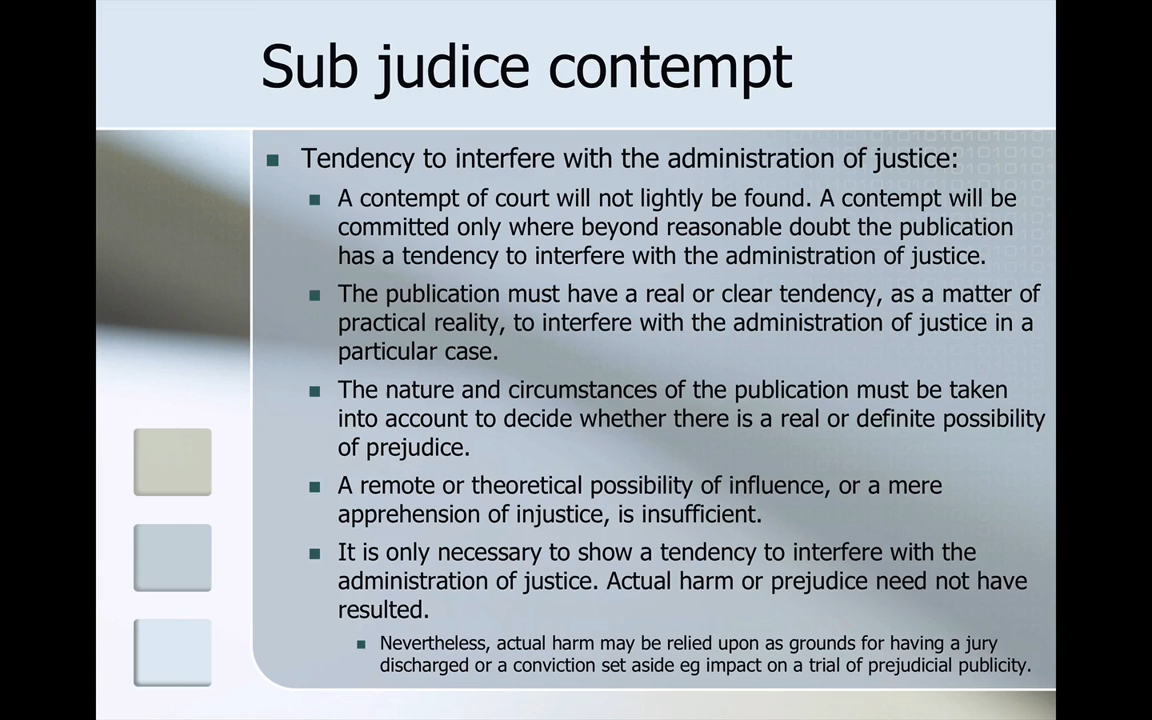 Sub judice contempt
Tendency to interfere with the administration of justice:
A contempt of court will not lightly be found. A contempt will be
committed only where beyond reasonable doubt the publication
has a tendency to interfere with the administration of justice.
The publication must have a real or clear tendency, as a matter of
practical reality, to interfere with the administration of justice in a
particular case.
The nature and circumstances of the publication must be taken
into account to decide whether there is a real or definite possibility
of prejudice.
A remote or theoretical possibility of influence, or a mere
apprehension of injustice, is insufficient.
It is only necessary to show a tendency to interfere with the
administration of justice. Actual harm or prejudice need not have
resulted.
Nevertheless, actual harm may be relied upon as grounds for having a jury
discharged or a conviction set aside eg impact on a trial of prejudicial publicity.